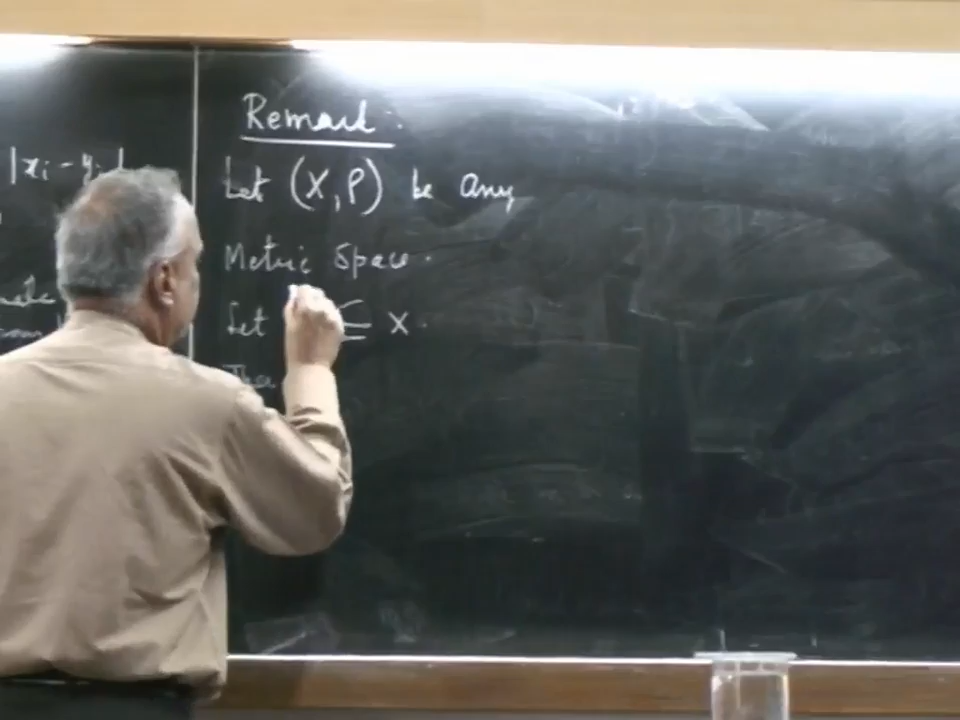 |xᵢ - yᵢ|
Remark:
Let (X, ρ) be any
Metric Space.
Let ⊆ X.
The